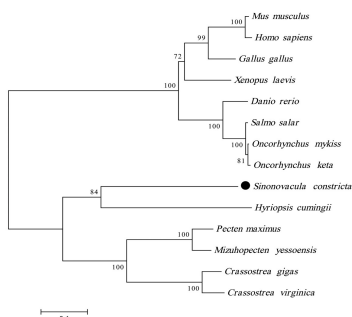 Mus musculus
100
Homo sapiens
99
Gallus gallus
72
Xenopus laevis
100
Danio rerio
100
Salmo salar
100
Oncorhynchus mykiss
81
Oncorhynchus keta
84
Sinonovacula constricta
Hyriopsis cumingii
100
Pecten maximus
Mizuhopecten yessoensis
100
100
Crassostrea gigas
Crassostrea virginica